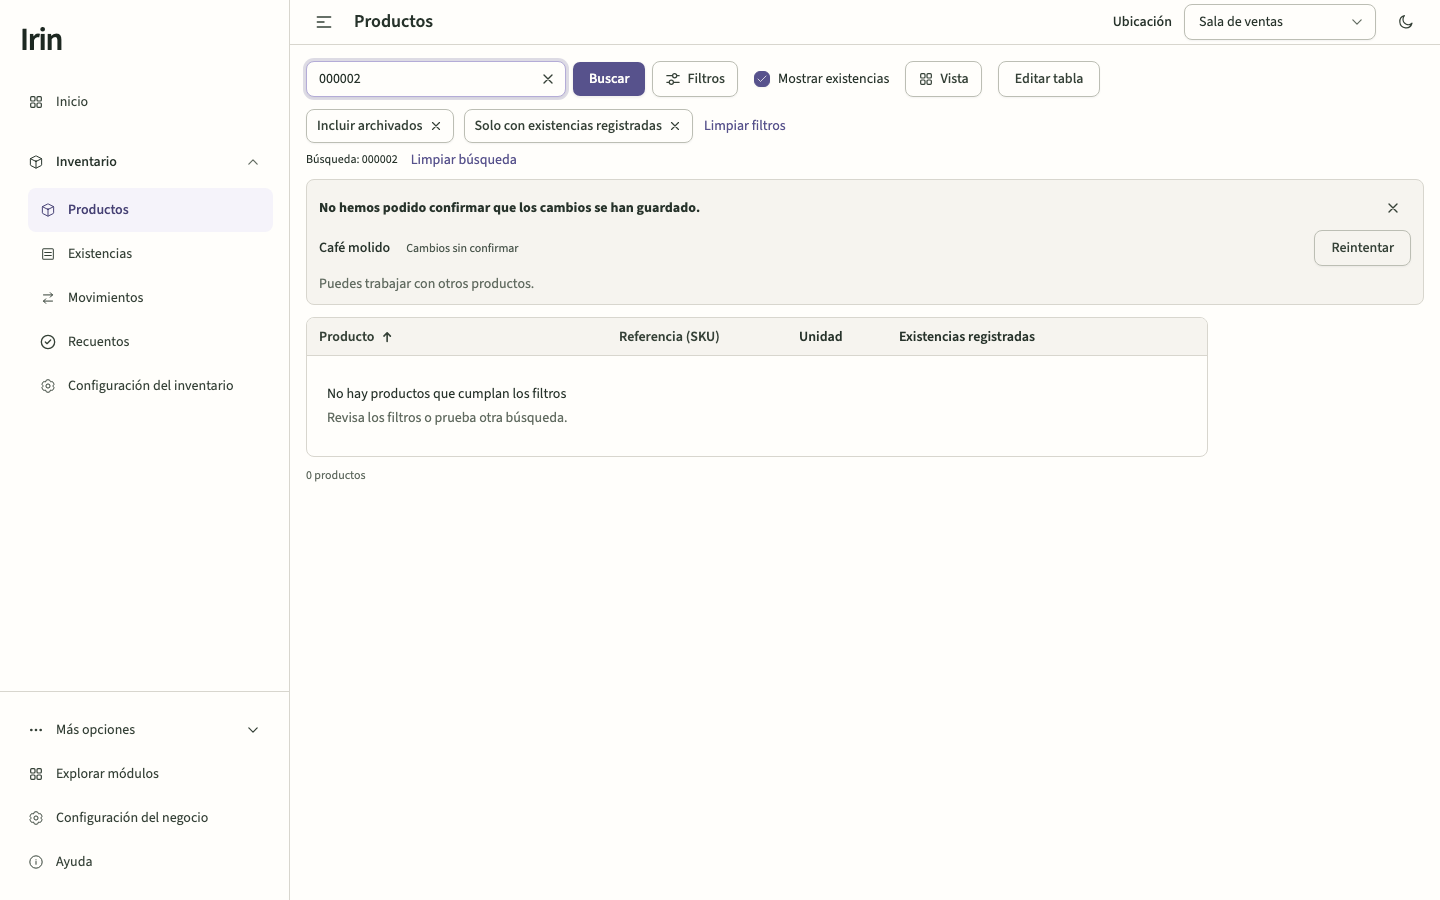 Irin
Inicio
Inventario
Productos
Existencias
Movimientos
Recuentos
Configuración del inventario
Más opciones
Explorar módulos
Configuración del negocio
Ayuda
Productos
Ubicación
Sala de ventas
000002
Buscar
Filtros
Mostrar existencias
Vista
Editar tabla
Incluir archivados
Solo con existencias registradas
Limpiar filtros
Búsqueda: 000002
Limpiar búsqueda
No hemos podido confirmar que los cambios se han guardado.
Café molido
Cambios sin confirmar
Reintentar
Puedes trabajar con otros productos.
Producto
Referencia (SKU)
Unidad
Existencias registradas
No hay productos que cumplan los filtros
Revisa los filtros o prueba otra búsqueda.
0 productos